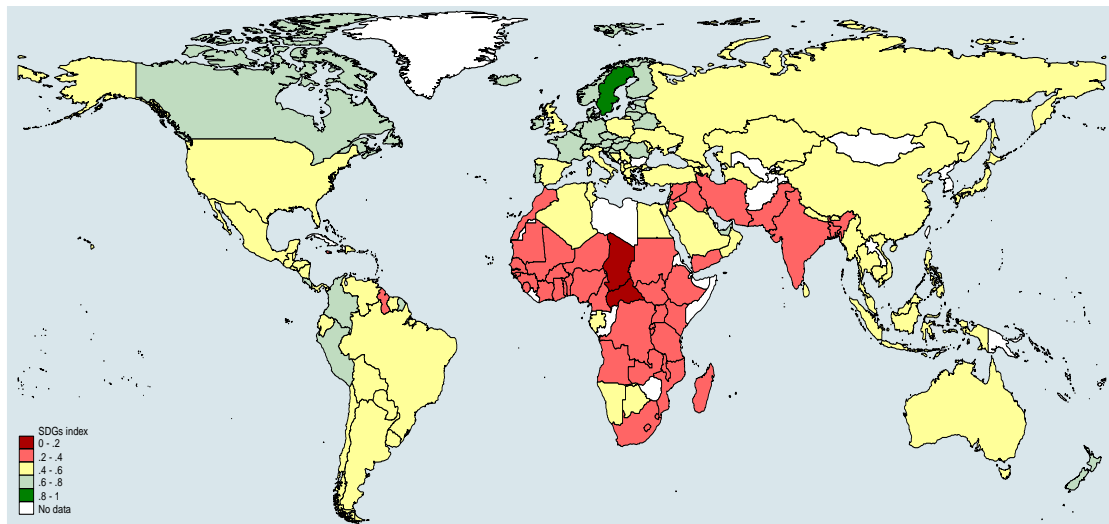 SDGs index
0 - .2
.2 - .4
.4 - .6
.6 - .8
.8 - 1
No data